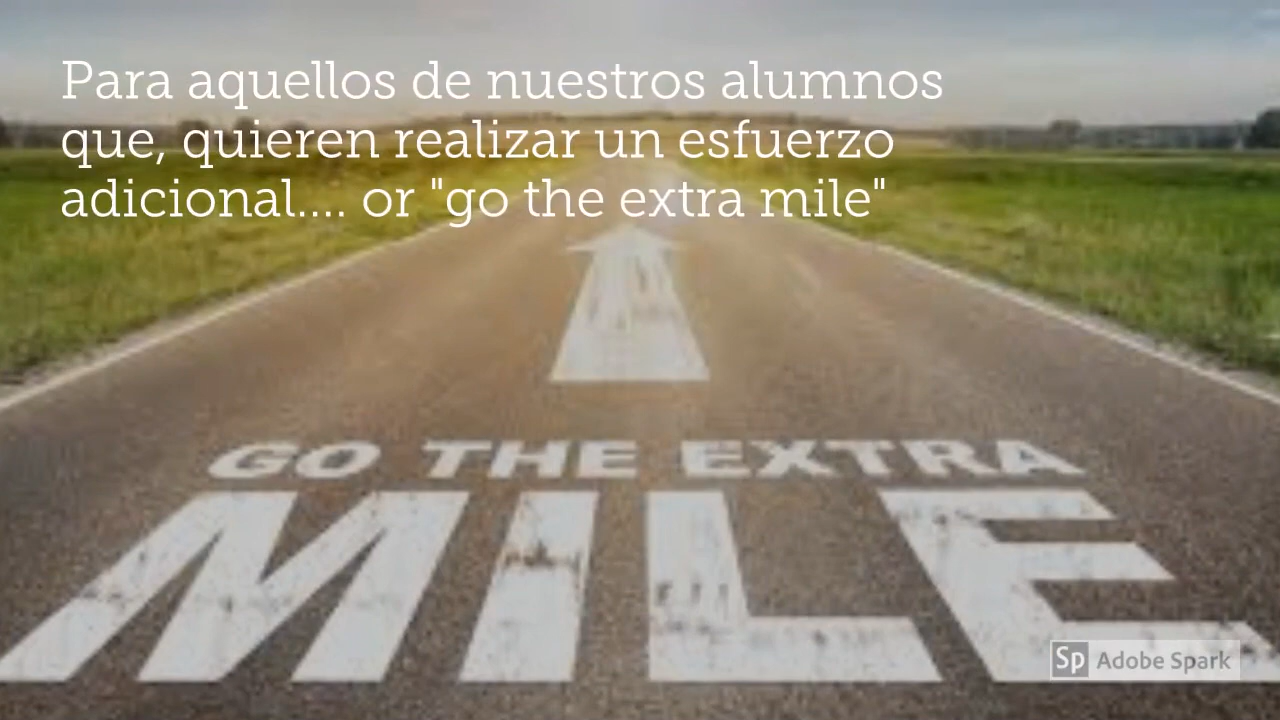 Para aquellos de nuestros alumnos
que, quieren realizar un esfuerzo
adicional.... or "go the extra mile"
GO THE EXTRA
MILE
Sp Adobe Spark